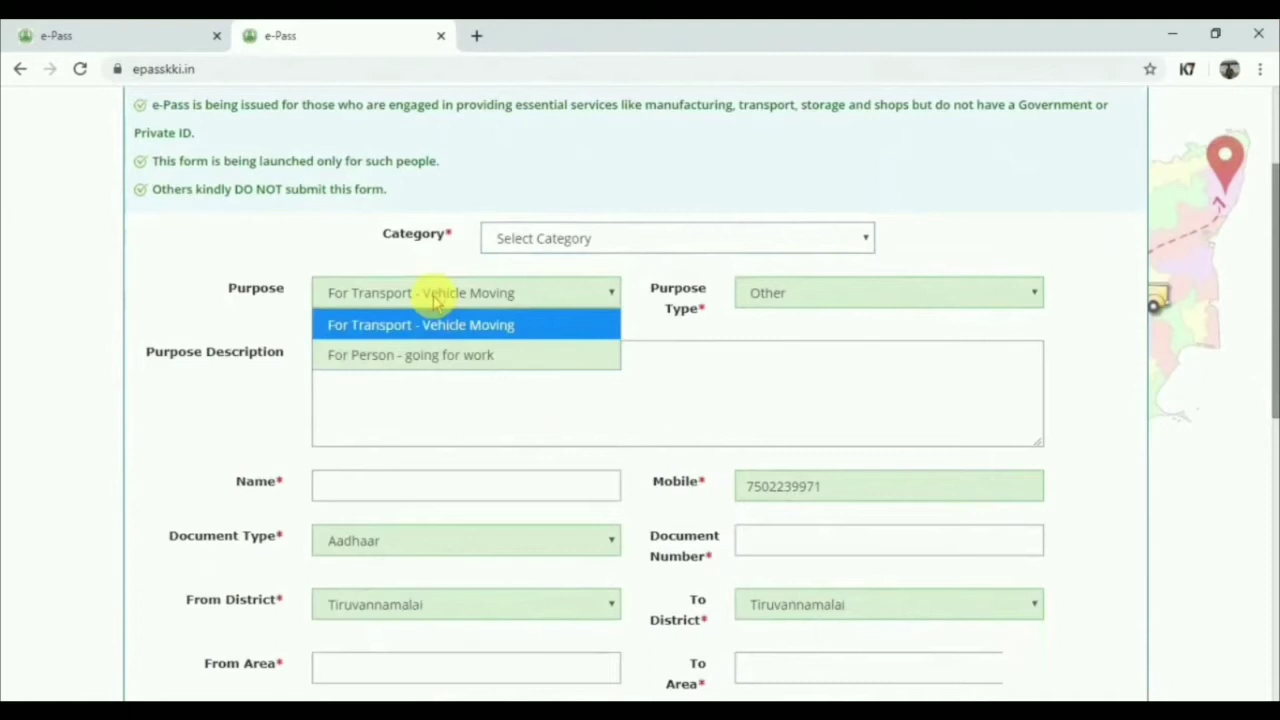 e-Pass
e-Pass
epasskki.in
K7
e-Pass is being issued for those who are engaged in providing essential services like manufacturing, transport, storage and shops but do not have a Government or
Private ID.
This form is being launched only for such people.
Others kindly DO NOT submit this form.
Category*
Select Category
Purpose
For Transport - Vehicle Moving
Purpose
Type*
Other
For Transport - Vehicle Moving
For Person - going for work
Purpose Description
Name*
Mobile*
7502239971
Document Type*
Aadhaar
Document
Number*
From District*
Tiruvannamalai
To
District*
Tiruvannamalai
From Area*
To
Area*